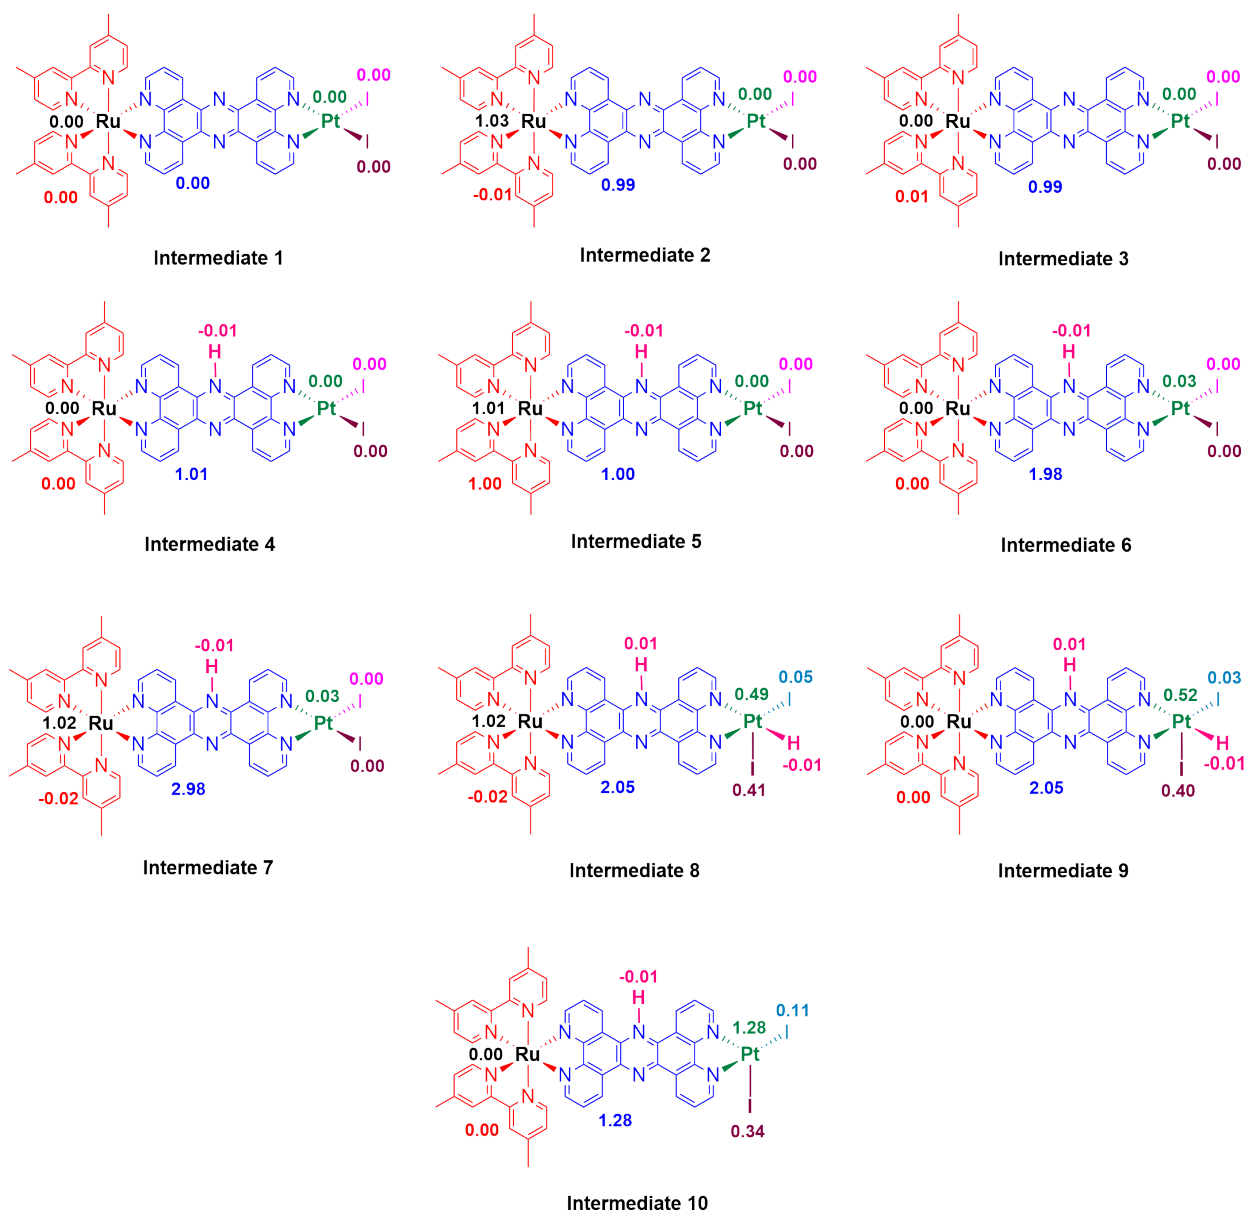 N N N N N N 0.00 Ru N N N N 0.00 Pt 0.00 I I 0.00 0.00 0.00
Intermediate 1
N N N N N N 1.03 Ru N N N N 0.00 Pt 0.00 I I 0.00 -0.01 0.99
Intermediate 2
N N N N N N 0.00 Ru N N N N 0.00 Pt 0.00 I I 0.00 0.01 0.99
Intermediate 3
-0.01 H N N N N N N 0.00 Ru N N N N 0.00 Pt 0.00 I I 0.00 0.00 1.01
Intermediate 4
-0.01 H N N N N N N 1.01 Ru N N N N 0.00 Pt 0.00 I I 0.00 1.00 1.00
Intermediate 5
-0.01 H N N N N N N 0.00 Ru N N N N 0.03 Pt 0.00 I I 0.00 0.00 1.98
Intermediate 6
-0.01 H N N N N N N 1.02 Ru N N N N 0.03 Pt 0.00 I I 0.00 -0.02 2.98
Intermediate 7
0.01 H N N N N N N 1.02 Ru N N N N 0.49 Pt 0.05 I H -0.01 I 0.41 -0.02 2.05
Intermediate 8
0.01 H N N N N N N 0.00 Ru N N N N 0.52 Pt 0.03 I H -0.01 I 0.40 0.00 2.05
Intermediate 9
-0.01 H N N N N N N 0.00 Ru N N N N 1.28 Pt 0.11 I I 0.34 0.00 1.28
Intermediate 10